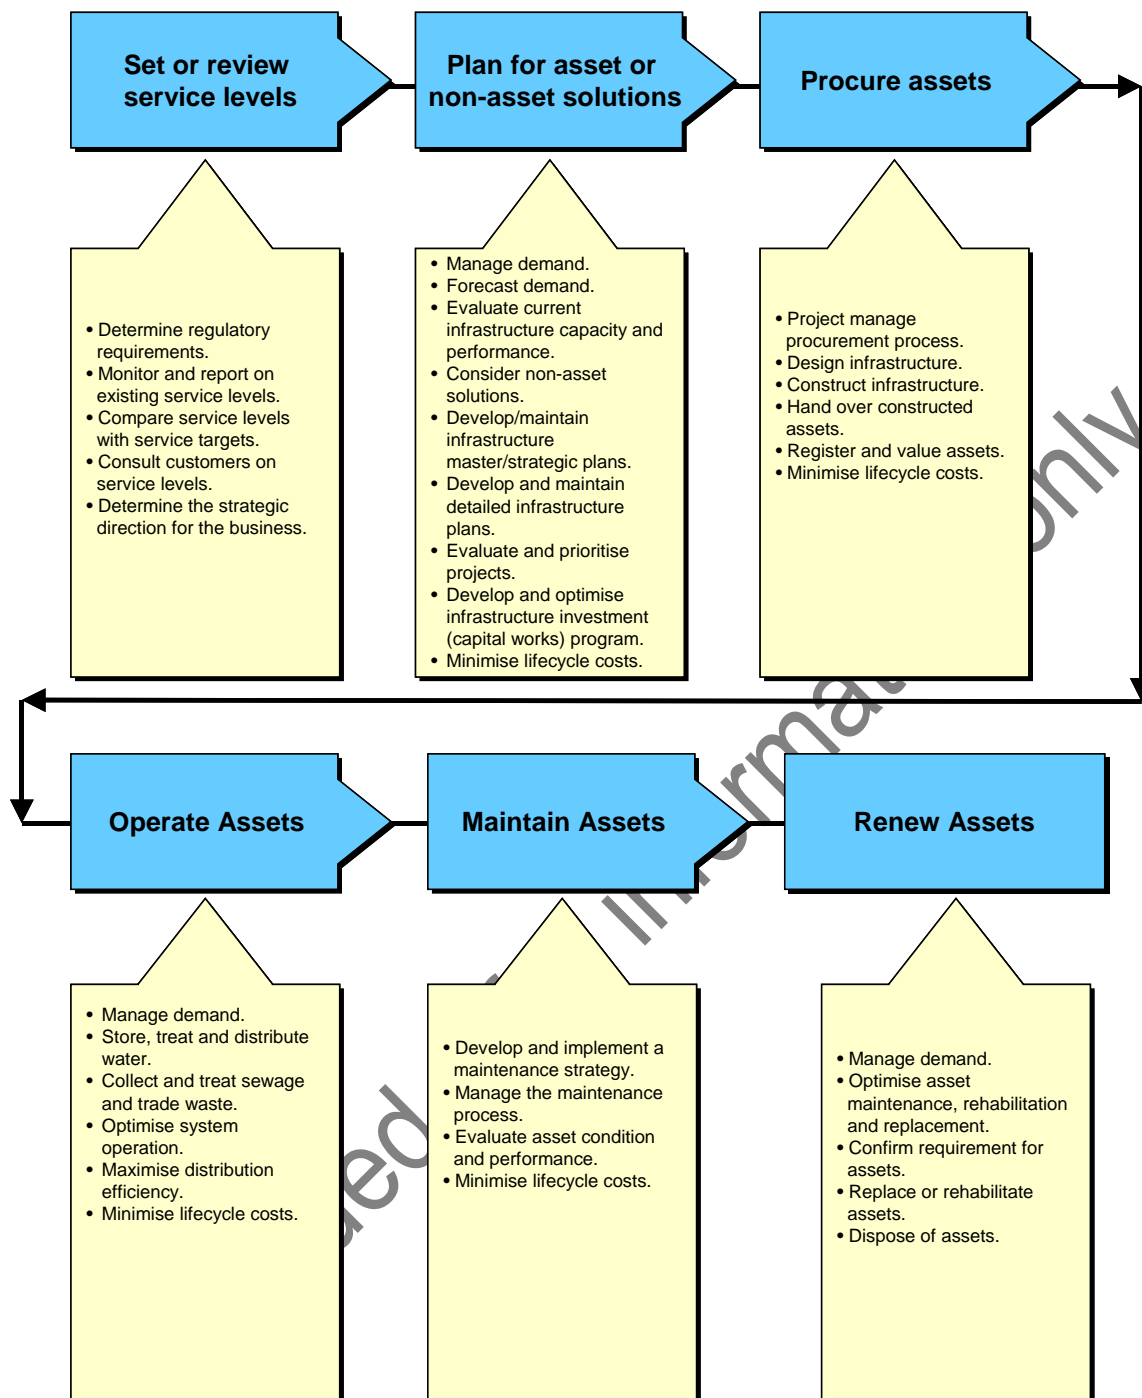 Set or review
service levels
Plan for asset or
non-asset solutions
Procure assets
• Determine regulatory
requirements.
• Monitor and report on
existing service levels.
• Compare service levels
with service targets.
• Consult customers on
service levels.
• Determine the strategic
direction for the business.
• Manage demand.
• Forecast demand.
• Evaluate current
infrastructure capacity and
performance.
• Consider non-asset
solutions.
• Develop/maintain
infrastructure
master/strategic plans.
• Develop and maintain
detailed infrastructure
plans.
• Evaluate and prioritise
projects.
• Develop and optimise
infrastructure investment
(capital works) program.
• Minimise lifecycle costs.
• Project manage
procurement process.
• Design infrastructure.
• Construct infrastructure.
• Hand over constructed
assets.
• Register and value assets.
• Minimise lifecycle costs.
Operate Assets
Maintain Assets
Renew Assets
• Manage demand.
• Store, treat and distribute
water.
• Collect and treat sewage
and trade waste.
• Optimise system
operation.
• Maximise distribution
efficiency.
• Minimise lifecycle costs.
• Develop and implement a
maintenance strategy.
• Manage the maintenance
process.
• Evaluate asset condition
and performance.
• Minimise lifecycle costs.
• Manage demand.
• Optimise asset
maintenance, rehabilitation
and replacement.
• Confirm requirement for
assets.
• Replace or rehabilitate
assets.
• Dispose of assets.